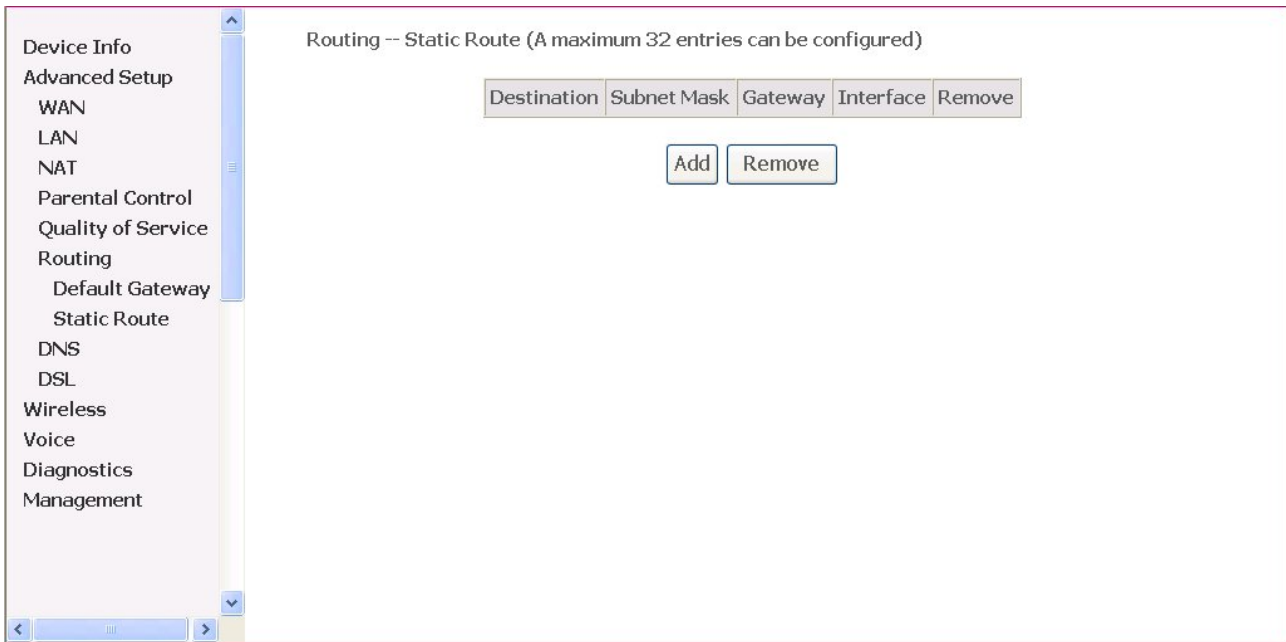 Device Info
Advanced Setup
WAN
LAN
NAT
Parental Control
Quality of Service
Routing
Default Gateway
Static Route
DNS
DSL
Wireless
Voice
Diagnostics
Management
Routing -- Static Route (A maximum 32 entries can be configured)
Destination Subnet Mask Gateway Interface Remove
Add Remove